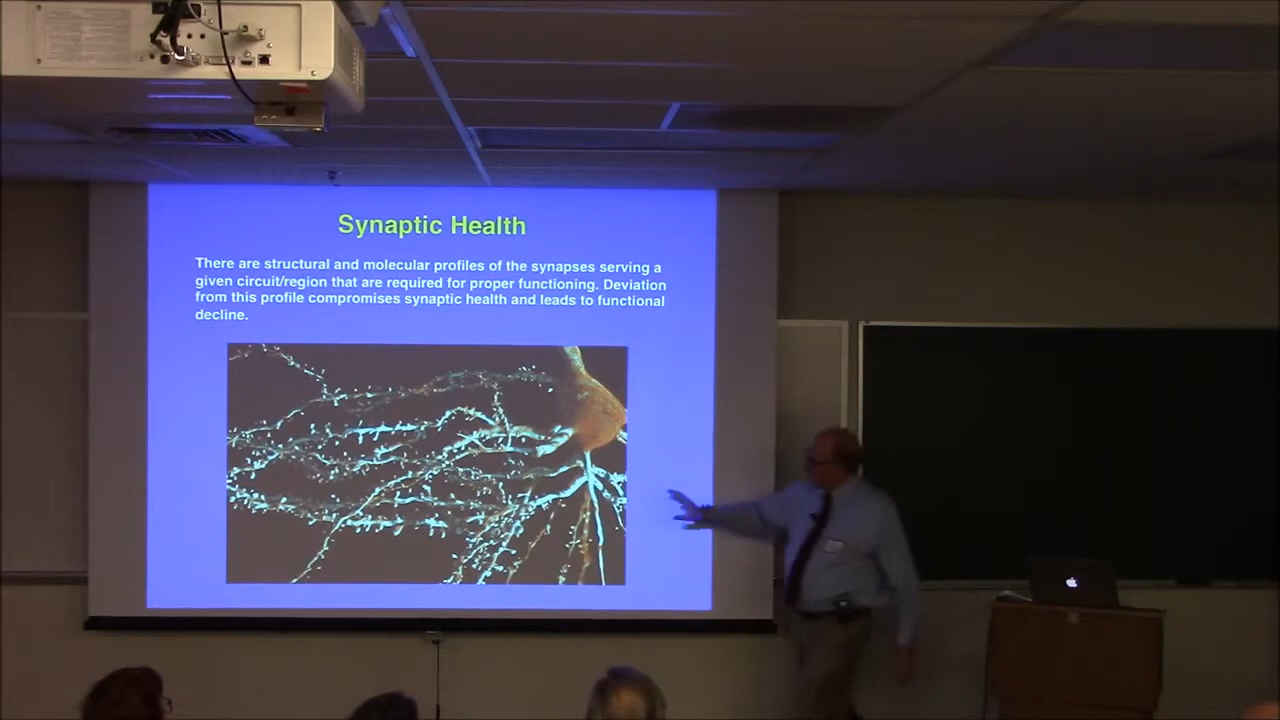 Synaptic Health
There are structural and molecular profiles of the synapses serving a
given circuit/region that are required for proper functioning. Deviation
from this profile compromises synaptic health and leads to functional
decline.